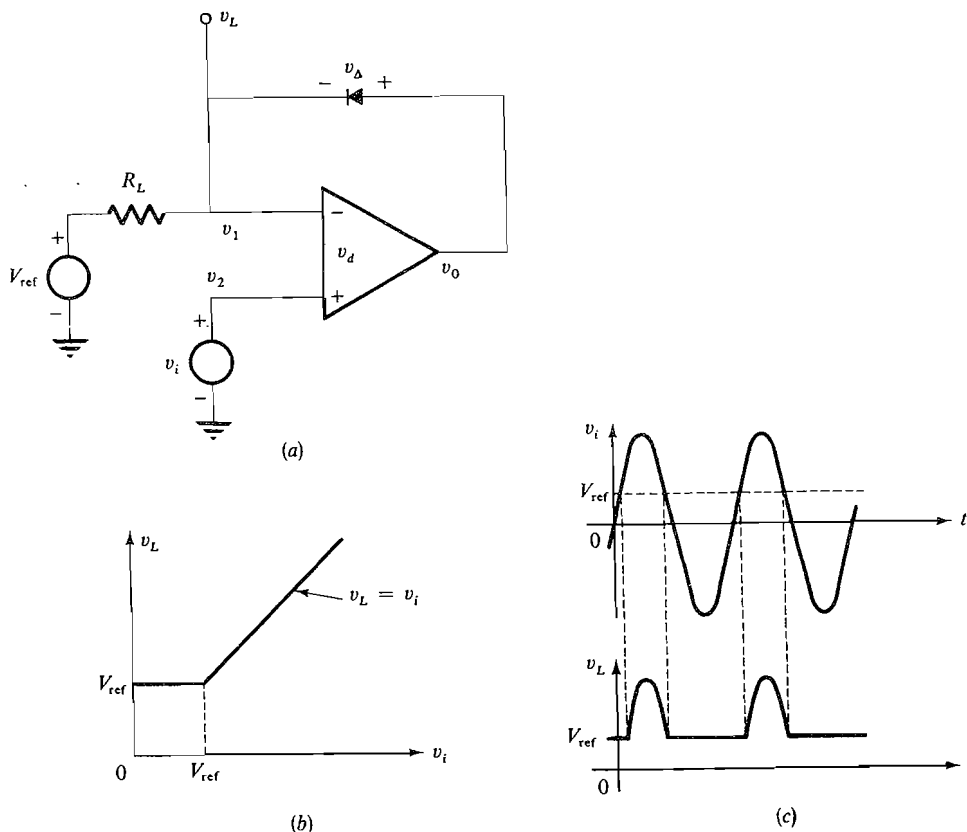 v_L
− v_Δ +
R_L
−
v_1
+
v_d
V_ref
v_2
v_0
−
+
+
v_i
−
(a)
v_i
V_ref
t
0
v_L
v_L = v_i
V_ref
0
V_ref
v_i
(b)
v_L
V_ref
0
t
(c)